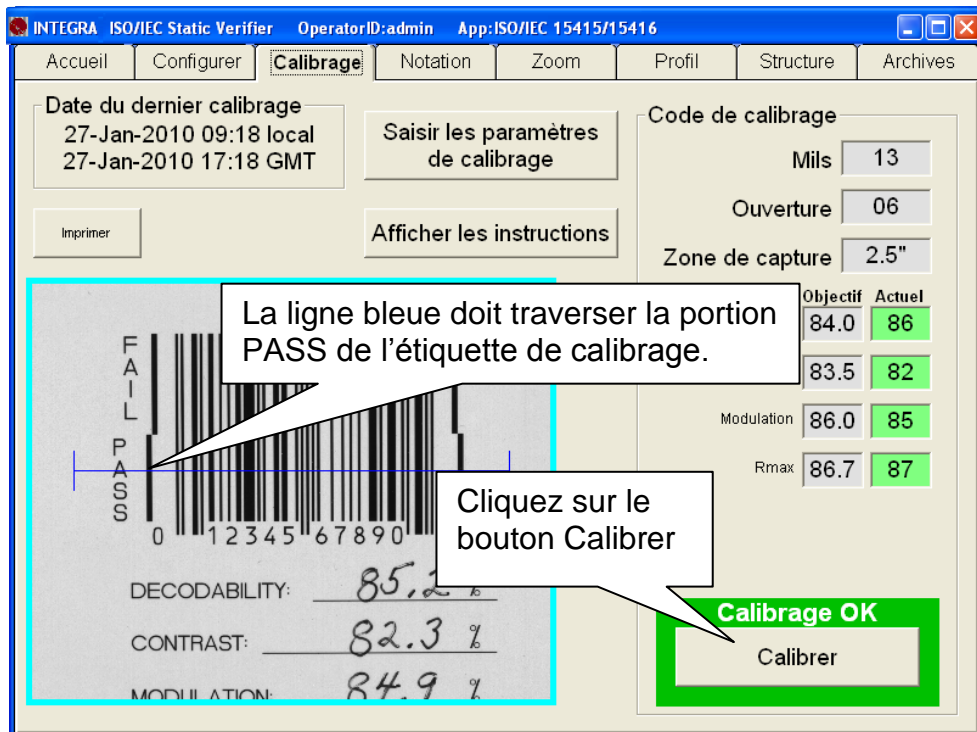 INTEGRA ISO/IEC Static Verifier OperatorID:admin App:ISO/IEC 15415/15416
Accueil Configurer Calibrage Notation Zoom Profil Structure Archives
Date du dernier calibrage
27-Jan-2010 09:18 local
27-Jan-2010 17:18 GMT
Saisir les paramètres
de calibrage
Imprimer
Afficher les instructions
Code de calibrage
Mils 13
Ouverture 06
Zone de capture 2.5"
Objectif Actuel
84.0 86
83.5 82
Modulation 86.0 85
Rmax 86.7 87
La ligne bleue doit traverser la portion
PASS de l'étiquette de calibrage.
FAIL
PASS
0 12345 67890
DECODABILITY: 85.2 %
CONTRAST: 82.3 %
MODULATION: 84.9 %
Cliquez sur le
bouton Calibrer
Calibrage OK
Calibrer